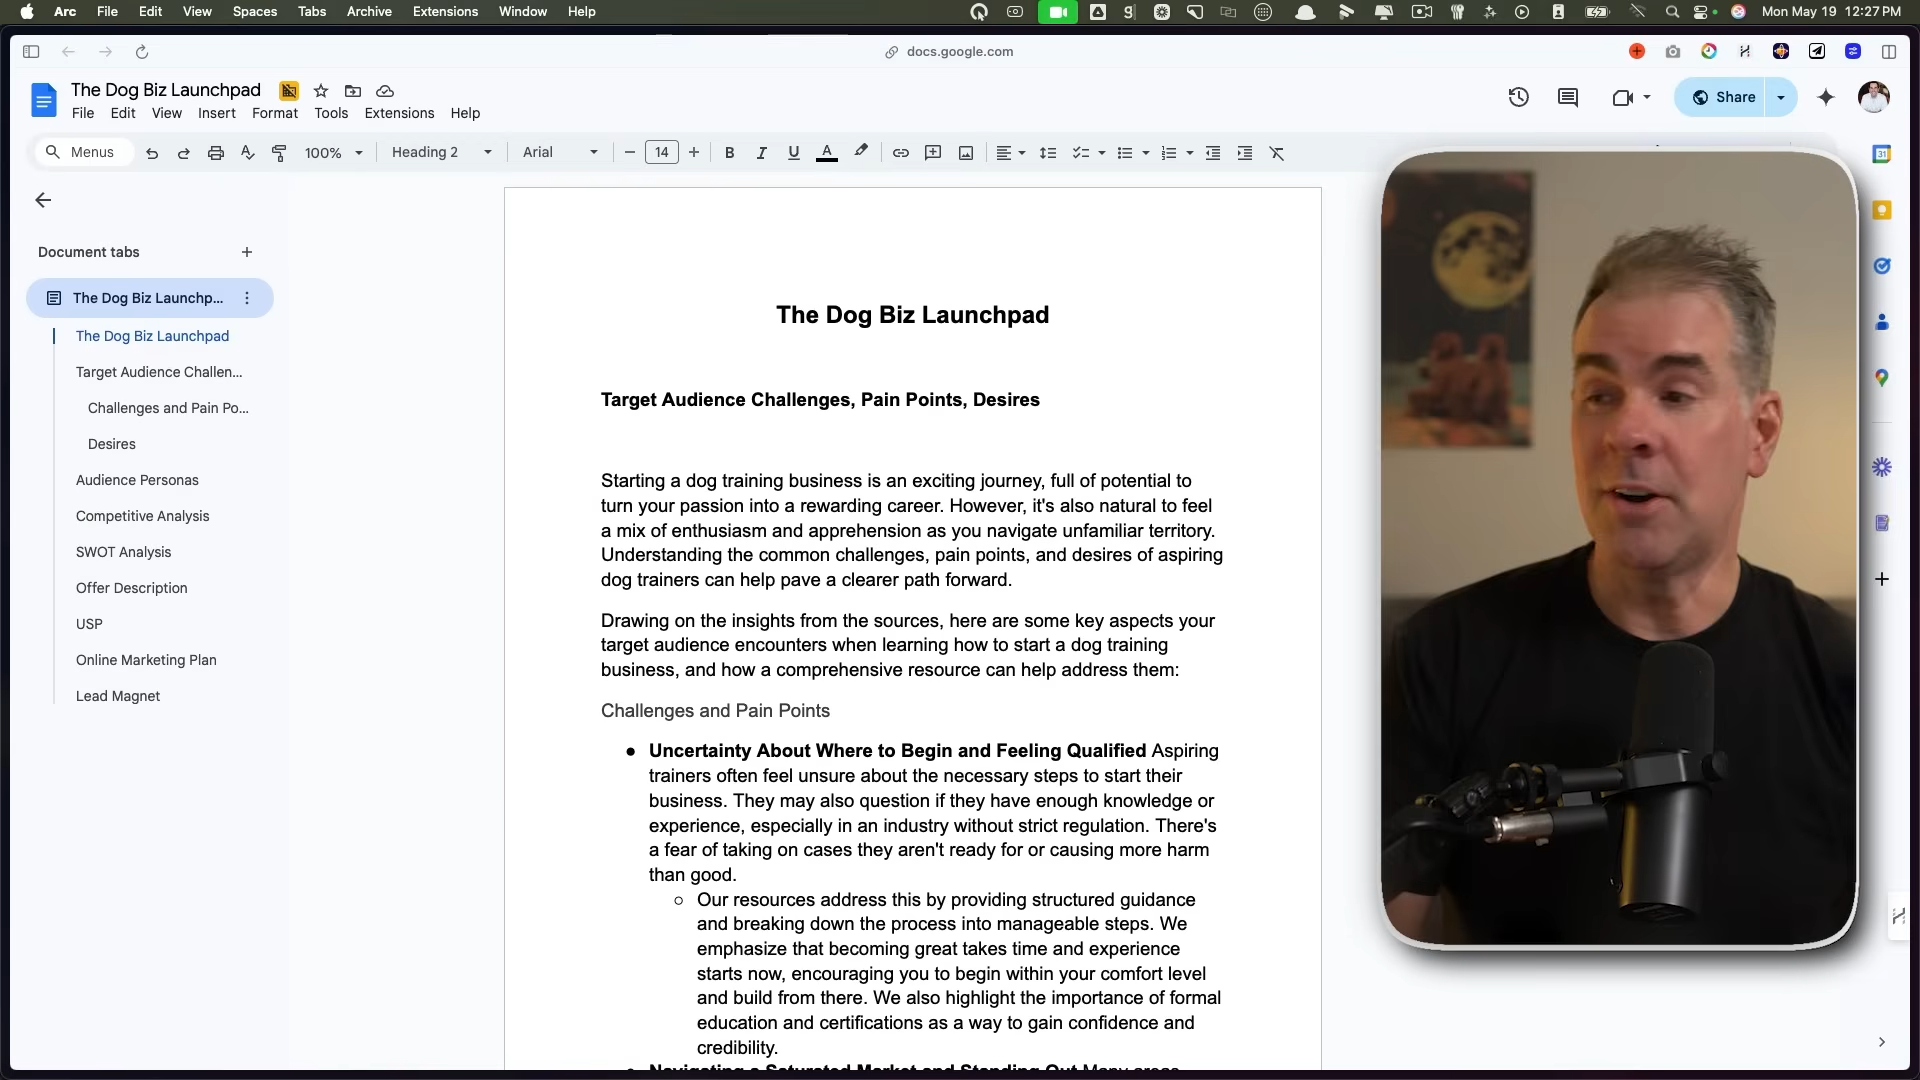 Arc File Edit View Spaces Tabs Archive Extensions Window Help Mon May 19 12:27 PM
docs.google.com
The Dog Biz Launchpad
File Edit View Insert Format Tools Extensions Help
Share
Menus 100% Heading 2 Arial 14 B I U A
31
Document tabs
The Dog Biz Launchp...
The Dog Biz Launchpad
Target Audience Challen...
Challenges and Pain Po...
Desires
Audience Personas
Competitive Analysis
SWOT Analysis
Offer Description
USP
Online Marketing Plan
Lead Magnet
The Dog Biz Launchpad
Target Audience Challenges, Pain Points, Desires
Starting a dog training business is an exciting journey, full of potential to
turn your passion into a rewarding career. However, it's also natural to feel
a mix of enthusiasm and apprehension as you navigate unfamiliar territory.
Understanding the common challenges, pain points, and desires of aspiring
dog trainers can help pave a clearer path forward.
Drawing on the insights from the sources, here are some key aspects your
target audience encounters when learning how to start a dog training
business, and how a comprehensive resource can help address them:
Challenges and Pain Points
● Uncertainty About Where to Begin and Feeling Qualified Aspiring
trainers often feel unsure about the necessary steps to start their
business. They may also question if they have enough knowledge or
experience, especially in an industry without strict regulation. There's
a fear of taking on cases they aren't ready for or causing more harm
than good.
○ Our resources address this by providing structured guidance
and breaking down the process into manageable steps. We
emphasize that becoming great takes time and experience
starts now, encouraging you to begin within your comfort level
and build from there. We also highlight the importance of formal
education and certifications as a way to gain confidence and
credibility.
● Navigating a Saturated Market and Standing Out Many areas